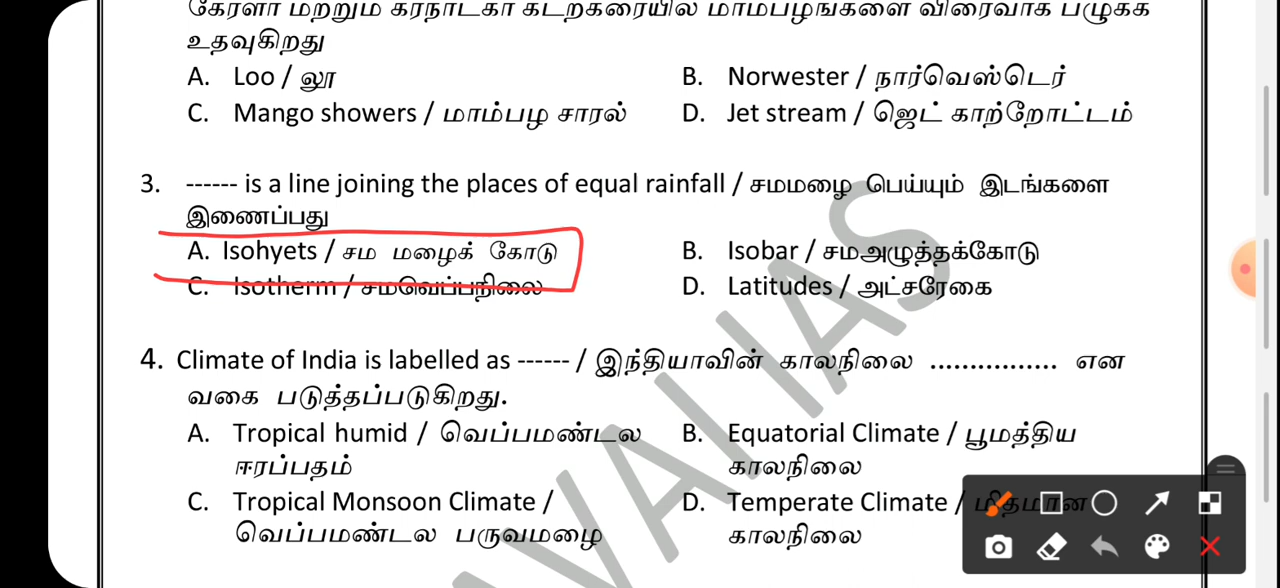 கேரளா மற்றும் கர்நாடகா கடற்கரையில் மாம்பழங்களை விரைவாக பழுக்க
உதவுகிறது
A. Loo / லூ B. Norwester / நார்வெஸ்டெர்
C. Mango showers / மாம்பழ சாரல் D. Jet stream / ஜெட் காற்றோட்டம்
3. ------ is a line joining the places of equal rainfall / சமமழை பெய்யும் இடங்களை
இணைப்பது
A. Isohyets / சம மழைக் கோடு B. Isobar / சமஅழுத்தக்கோடு
C. Isotherm / சமவெப்பநிலை D. Latitudes / அட்சரேகை
4. Climate of India is labelled as ------ / இந்தியாவின் காலநிலை ................ என
வகை படுத்தப்படுகிறது.
A. Tropical humid / வெப்பமண்டல B. Equatorial Climate / பூமத்திய
ஈரப்பதம் காலநிலை
C. Tropical Monsoon Climate / D. Temperate Climate / மிதமான
வெப்பமண்டல பருவமழை காலநிலை
VAI IAS